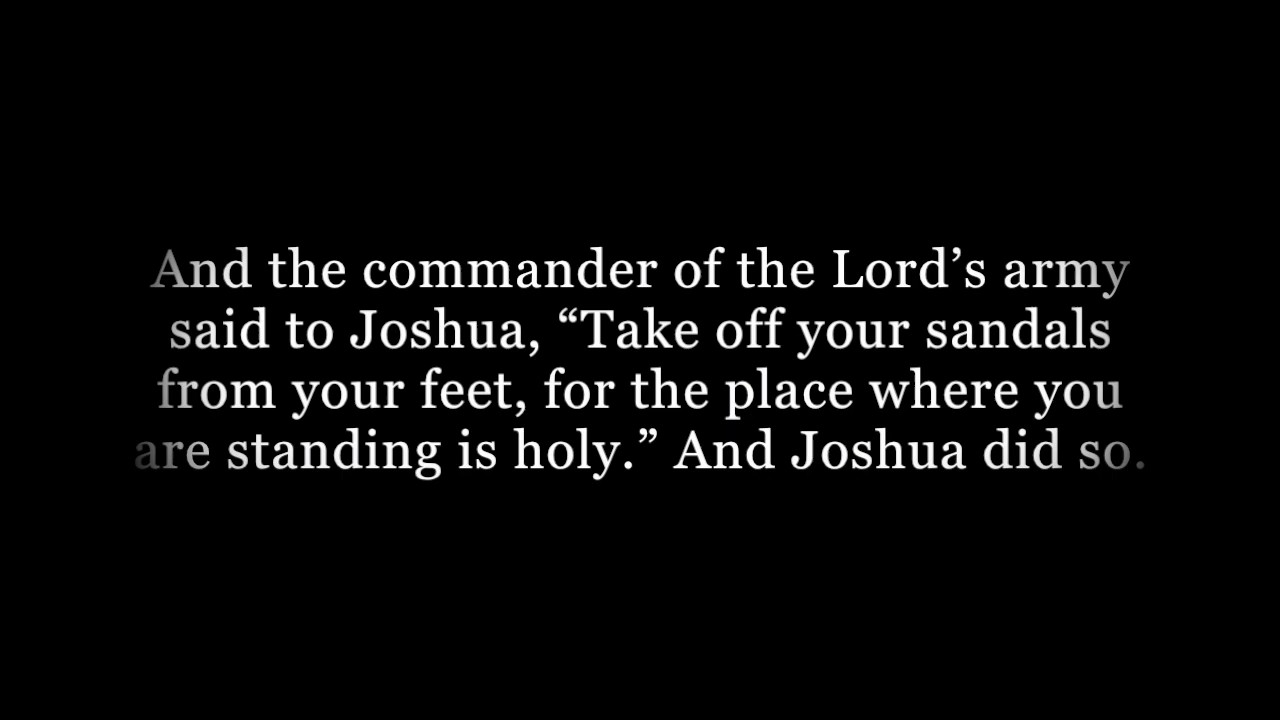 And the commander of the Lord’s army
said to Joshua, “Take off your sandals
from your feet, for the place where you
are standing is holy.” And Joshua did so.